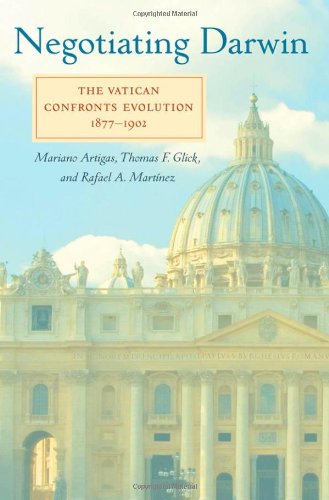 Negotiating Darwin
THE VATICAN
CONFRONTS EVOLUTION
1877–1902
Mariano Artigas, Thomas F. Glick,
and Rafael A. Martínez